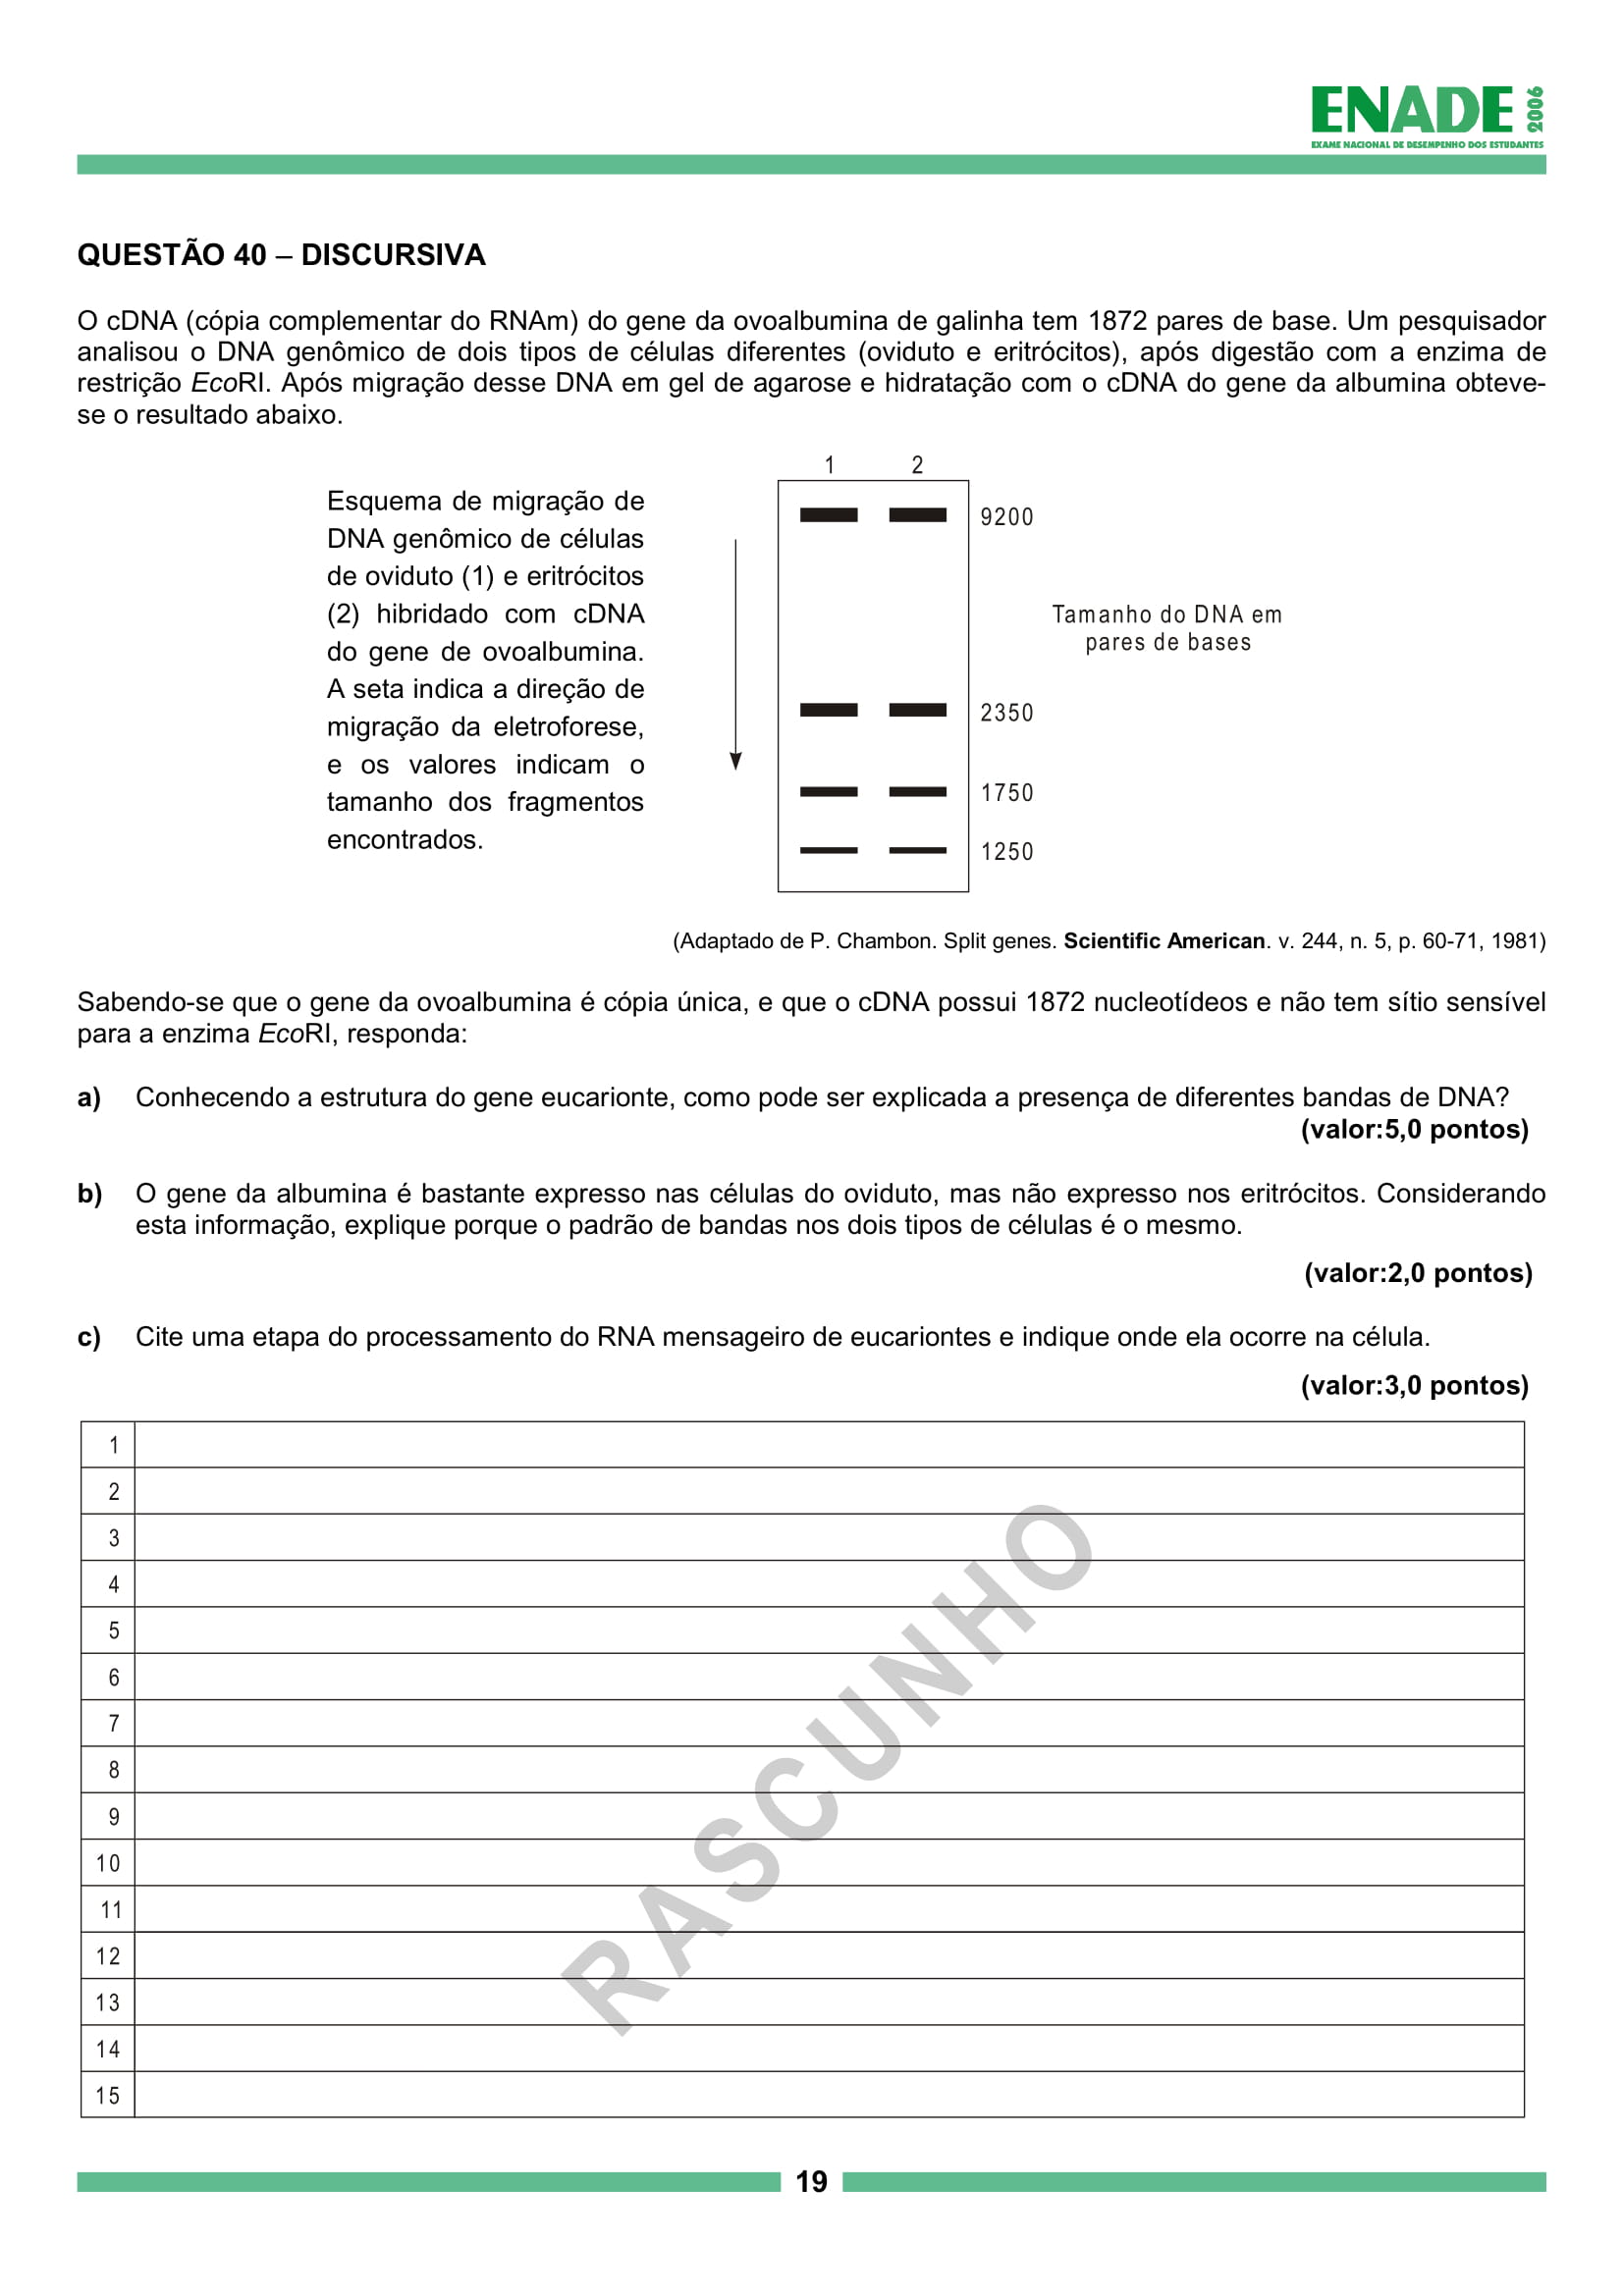 ENADE 2006
EXAME NACIONAL DE DESEMPENHO DOS ESTUDANTES
QUESTÃO 40 – DISCURSIVA
O cDNA (cópia complementar do RNAm) do gene da ovoalbumina de galinha tem 1872 pares de base. Um pesquisador
analisou o DNA genômico de dois tipos de células diferentes (oviduto e eritrócitos), após digestão com a enzima de
restrição EcoRI. Após migração desse DNA em gel de agarose e hidratação com o cDNA do gene da albumina obteve-
se o resultado abaixo.
Esquema de migração de
DNA genômico de células
de oviduto (1) e eritrócitos
(2) hibridado com cDNA
do gene de ovoalbumina.
A seta indica a direção de
migração da eletroforese,
e os valores indicam o
tamanho dos fragmentos
encontrados.
1 2
9200
Tamanho do DNA em
pares de bases
2350
1750
1250
(Adaptado de P. Chambon. Split genes. Scientific American. v. 244, n. 5, p. 60-71, 1981)
Sabendo-se que o gene da ovoalbumina é cópia única, e que o cDNA possui 1872 nucleotídeos e não tem sítio sensível
para a enzima EcoRI, responda:
a) Conhecendo a estrutura do gene eucarionte, como pode ser explicada a presença de diferentes bandas de DNA?
(valor:5,0 pontos)
b) O gene da albumina é bastante expresso nas células do oviduto, mas não expresso nos eritrócitos. Considerando
esta informação, explique porque o padrão de bandas nos dois tipos de células é o mesmo.
(valor:2,0 pontos)
c) Cite uma etapa do processamento do RNA mensageiro de eucariontes e indique onde ela ocorre na célula.
(valor:3,0 pontos)
1
2
3
4
5
6
7
8
9
10
11
12
13
14
15
RASCUNHO
19